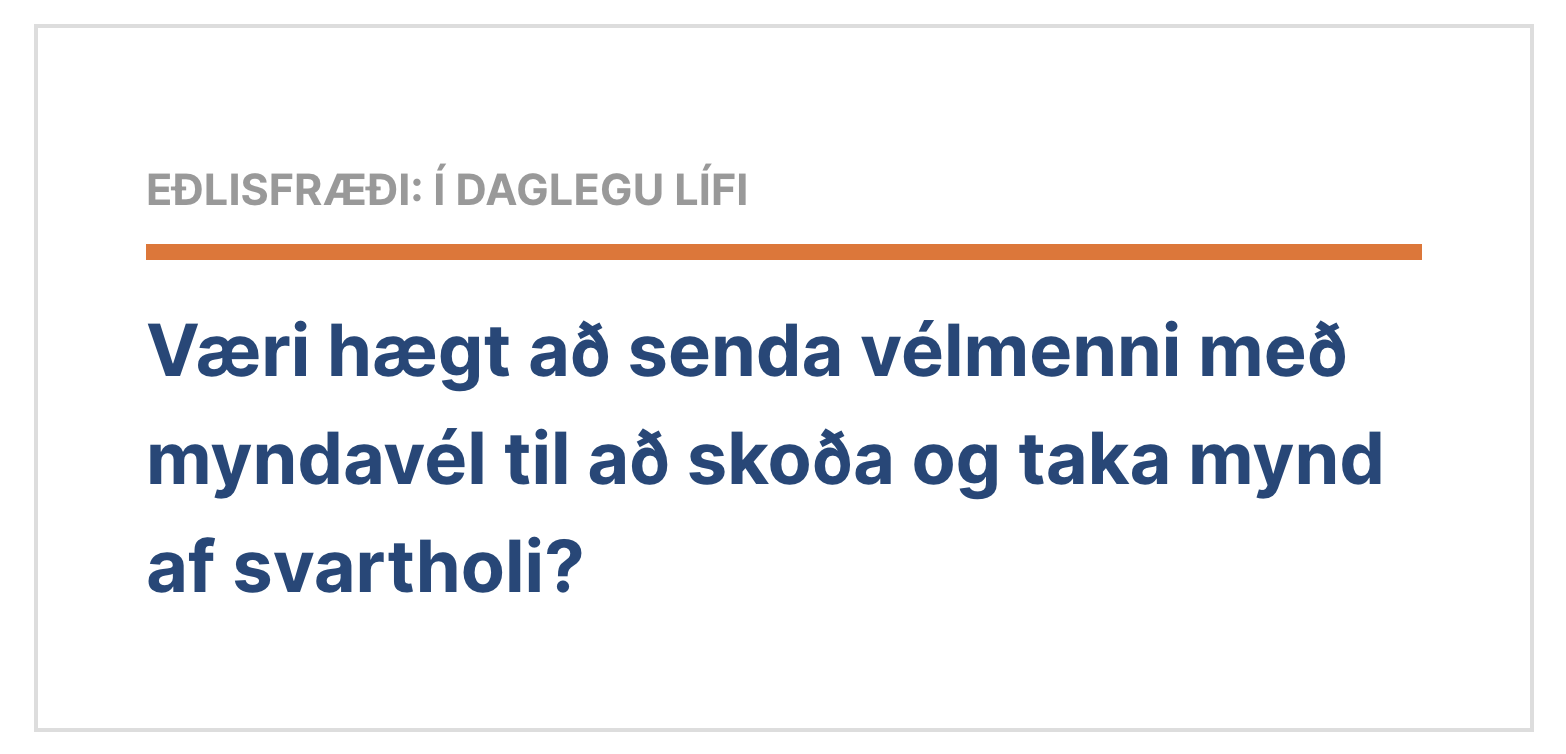 EÐLISFRÆÐI: Í DAGLEGU LÍFI
Væri hægt að senda vélmenni með
myndavél til að skoða og taka mynd
af svartholi?